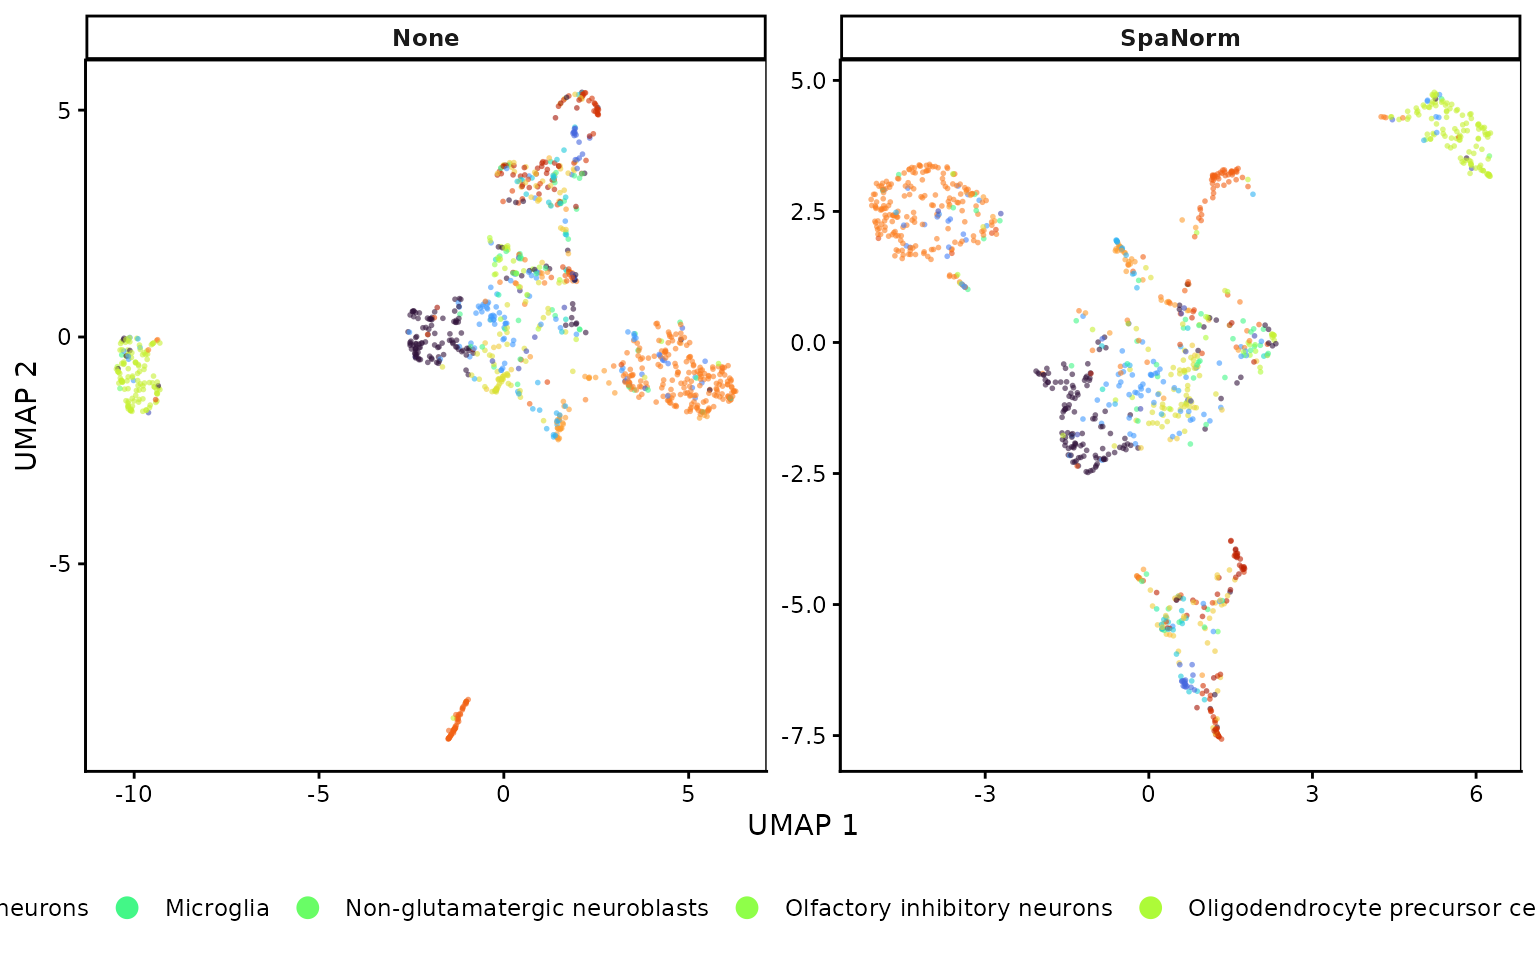 None
SpaNorm
5
0
-5
UMAP 2
5.0
2.5
0.0
-2.5
-5.0
-7.5
-10 -5 0 5
-3 0 3 6
UMAP 1
neurons Microglia Non-glutamatergic neuroblasts Olfactory inhibitory neurons Oligodendrocyte precursor ce